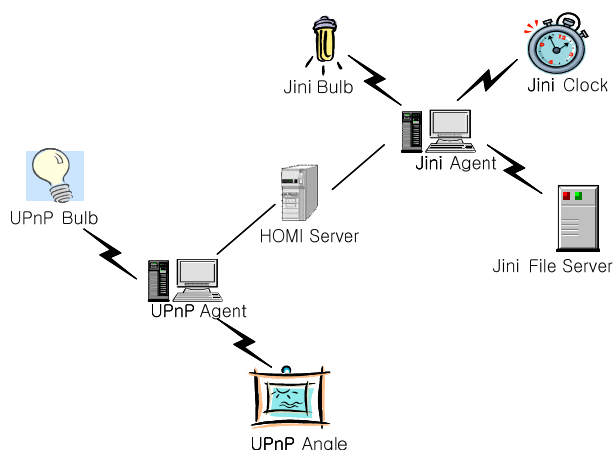 Jini Bulb
Jini Clock
Jini Agent
UPnP Bulb
HOMI Server
Jini File Server
UPnP Agent
UPnP Angle